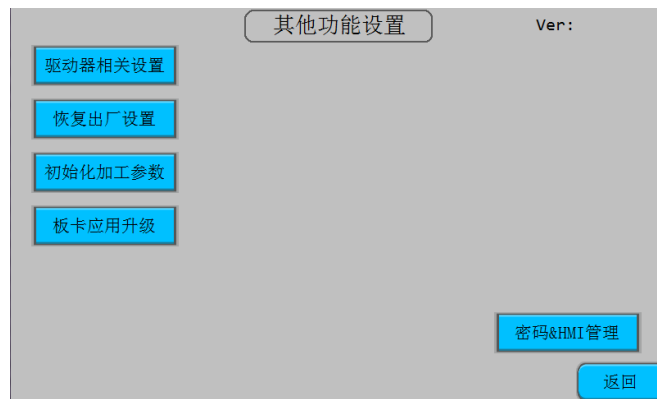 其他功能设置
Ver:
驱动器相关设置
恢复出厂设置
初始化加工参数
板卡应用升级
密码&HMI管理
返回